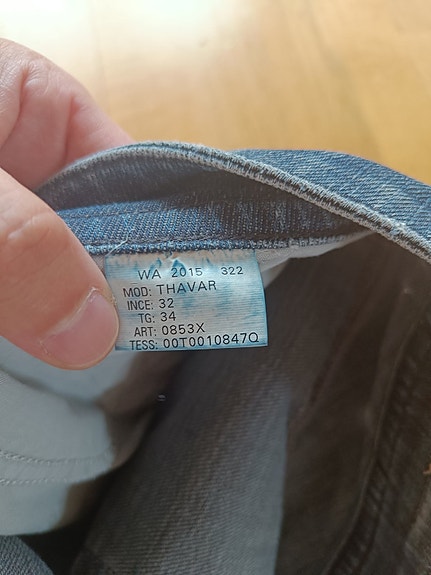 WA 2015 322
MOD: THAVAR
INCE: 32
TG: 34
ART: 0853X
TESS: 00T0010847Q